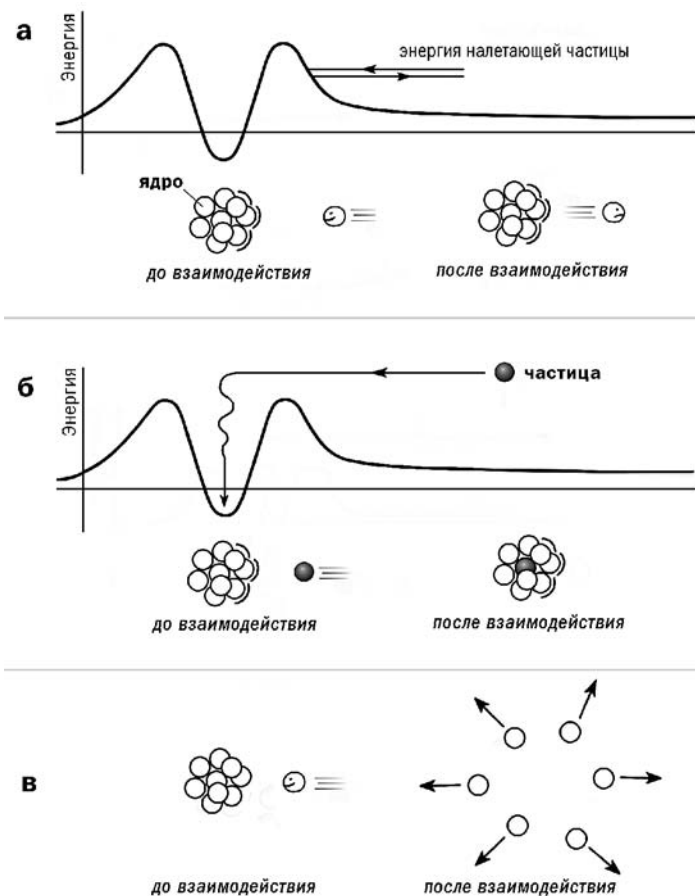 а
Энергия
энергия налетающей частицы
ядро
до взаимодействия
после взаимодействия
б
Энергия
частица
до взаимодействия
после взаимодействия
в
до взаимодействия
после взаимодействия